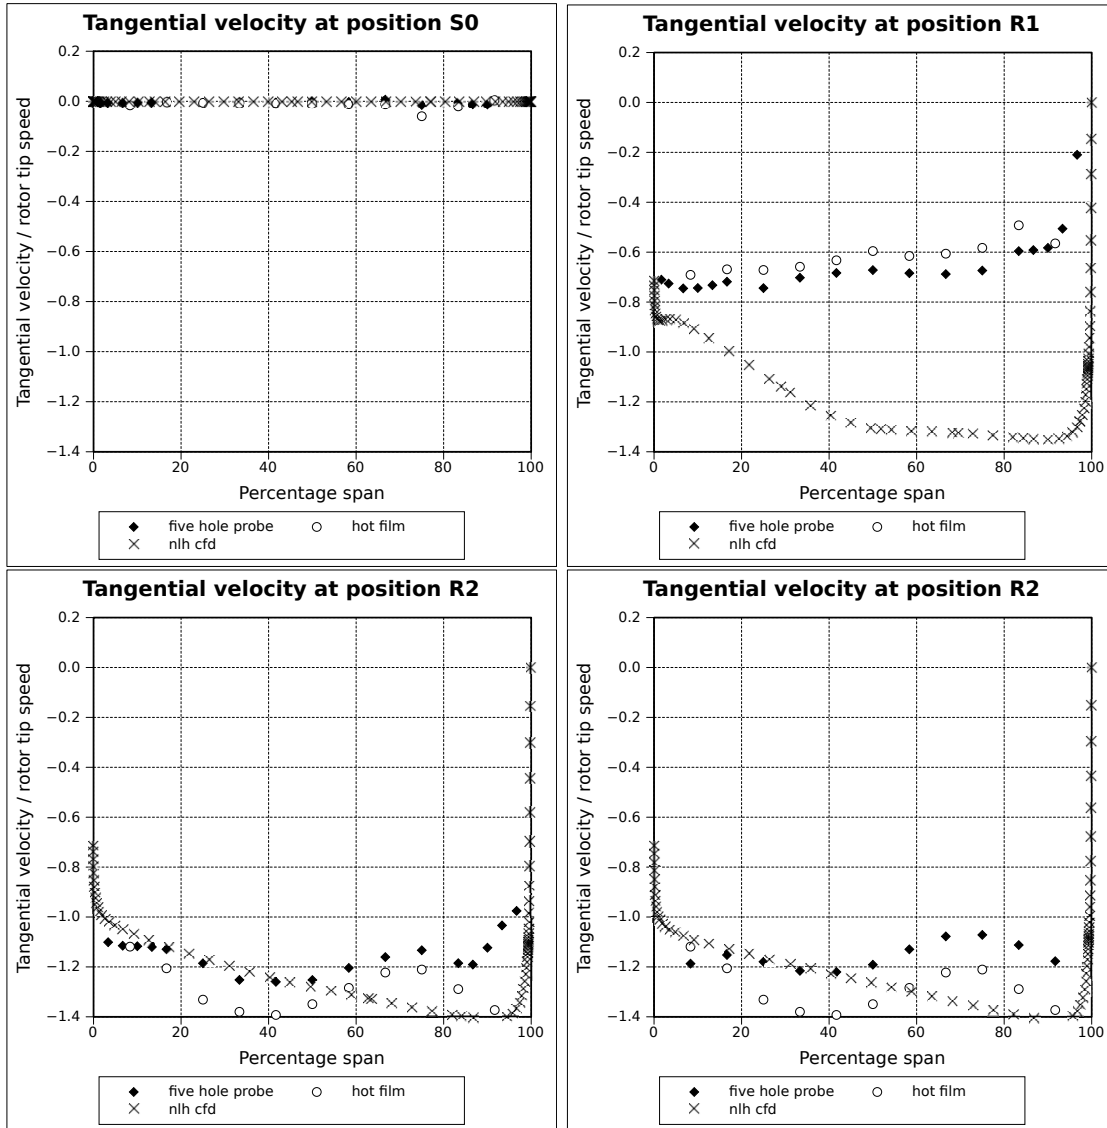 Tangential velocity at position S0
Tangential velocity / rotor tip speed
0.2
0.0
−0.2
−0.4
−0.6
−0.8
−1.0
−1.2
−1.4
0 20 40 60 80 100
Percentage span
five hole probe hot film
nlh cfd
Tangential velocity at position R1
Tangential velocity / rotor tip speed
0.2
0.0
−0.2
−0.4
−0.6
−0.8
−1.0
−1.2
−1.4
0 20 40 60 80 100
Percentage span
five hole probe hot film
nlh cfd
Tangential velocity at position R2
Tangential velocity / rotor tip speed
0.2
0.0
−0.2
−0.4
−0.6
−0.8
−1.0
−1.2
−1.4
0 20 40 60 80 100
Percentage span
five hole probe hot film
nlh cfd
Tangential velocity at position R2
Tangential velocity / rotor tip speed
0.2
0.0
−0.2
−0.4
−0.6
−0.8
−1.0
−1.2
−1.4
0 20 40 60 80 100
Percentage span
five hole probe hot film
nlh cfd